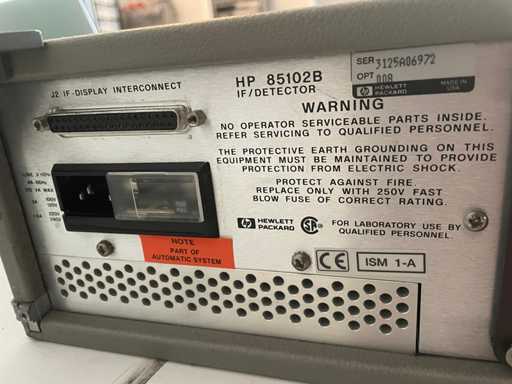 SER 3125A06972
OPT 008
HP 85102B
IF/DETECTOR
HEWLETT
PACKARD
MADE IN
USA
J2 IF-DISPLAY INTERCONNECT
WARNING
NO OPERATOR SERVICEABLE PARTS INSIDE.
REFER SERVICING TO QUALIFIED PERSONNEL.
THE PROTECTIVE EARTH GROUNDING ON THIS
EQUIPMENT MUST BE MAINTAINED TO PROVIDE
PROTECTION FROM ELECTRIC SHOCK.
PROTECT AGAINST FIRE.
REPLACE ONLY WITH 250V FAST
BLOW FUSE OF CORRECT RATING.
HEWLETT
PACKARD
FOR LABORATORY USE BY
QUALIFIED PERSONNEL.
NOTE
PART OF
AUTOMATIC SYSTEM
CE
ISM 1-A